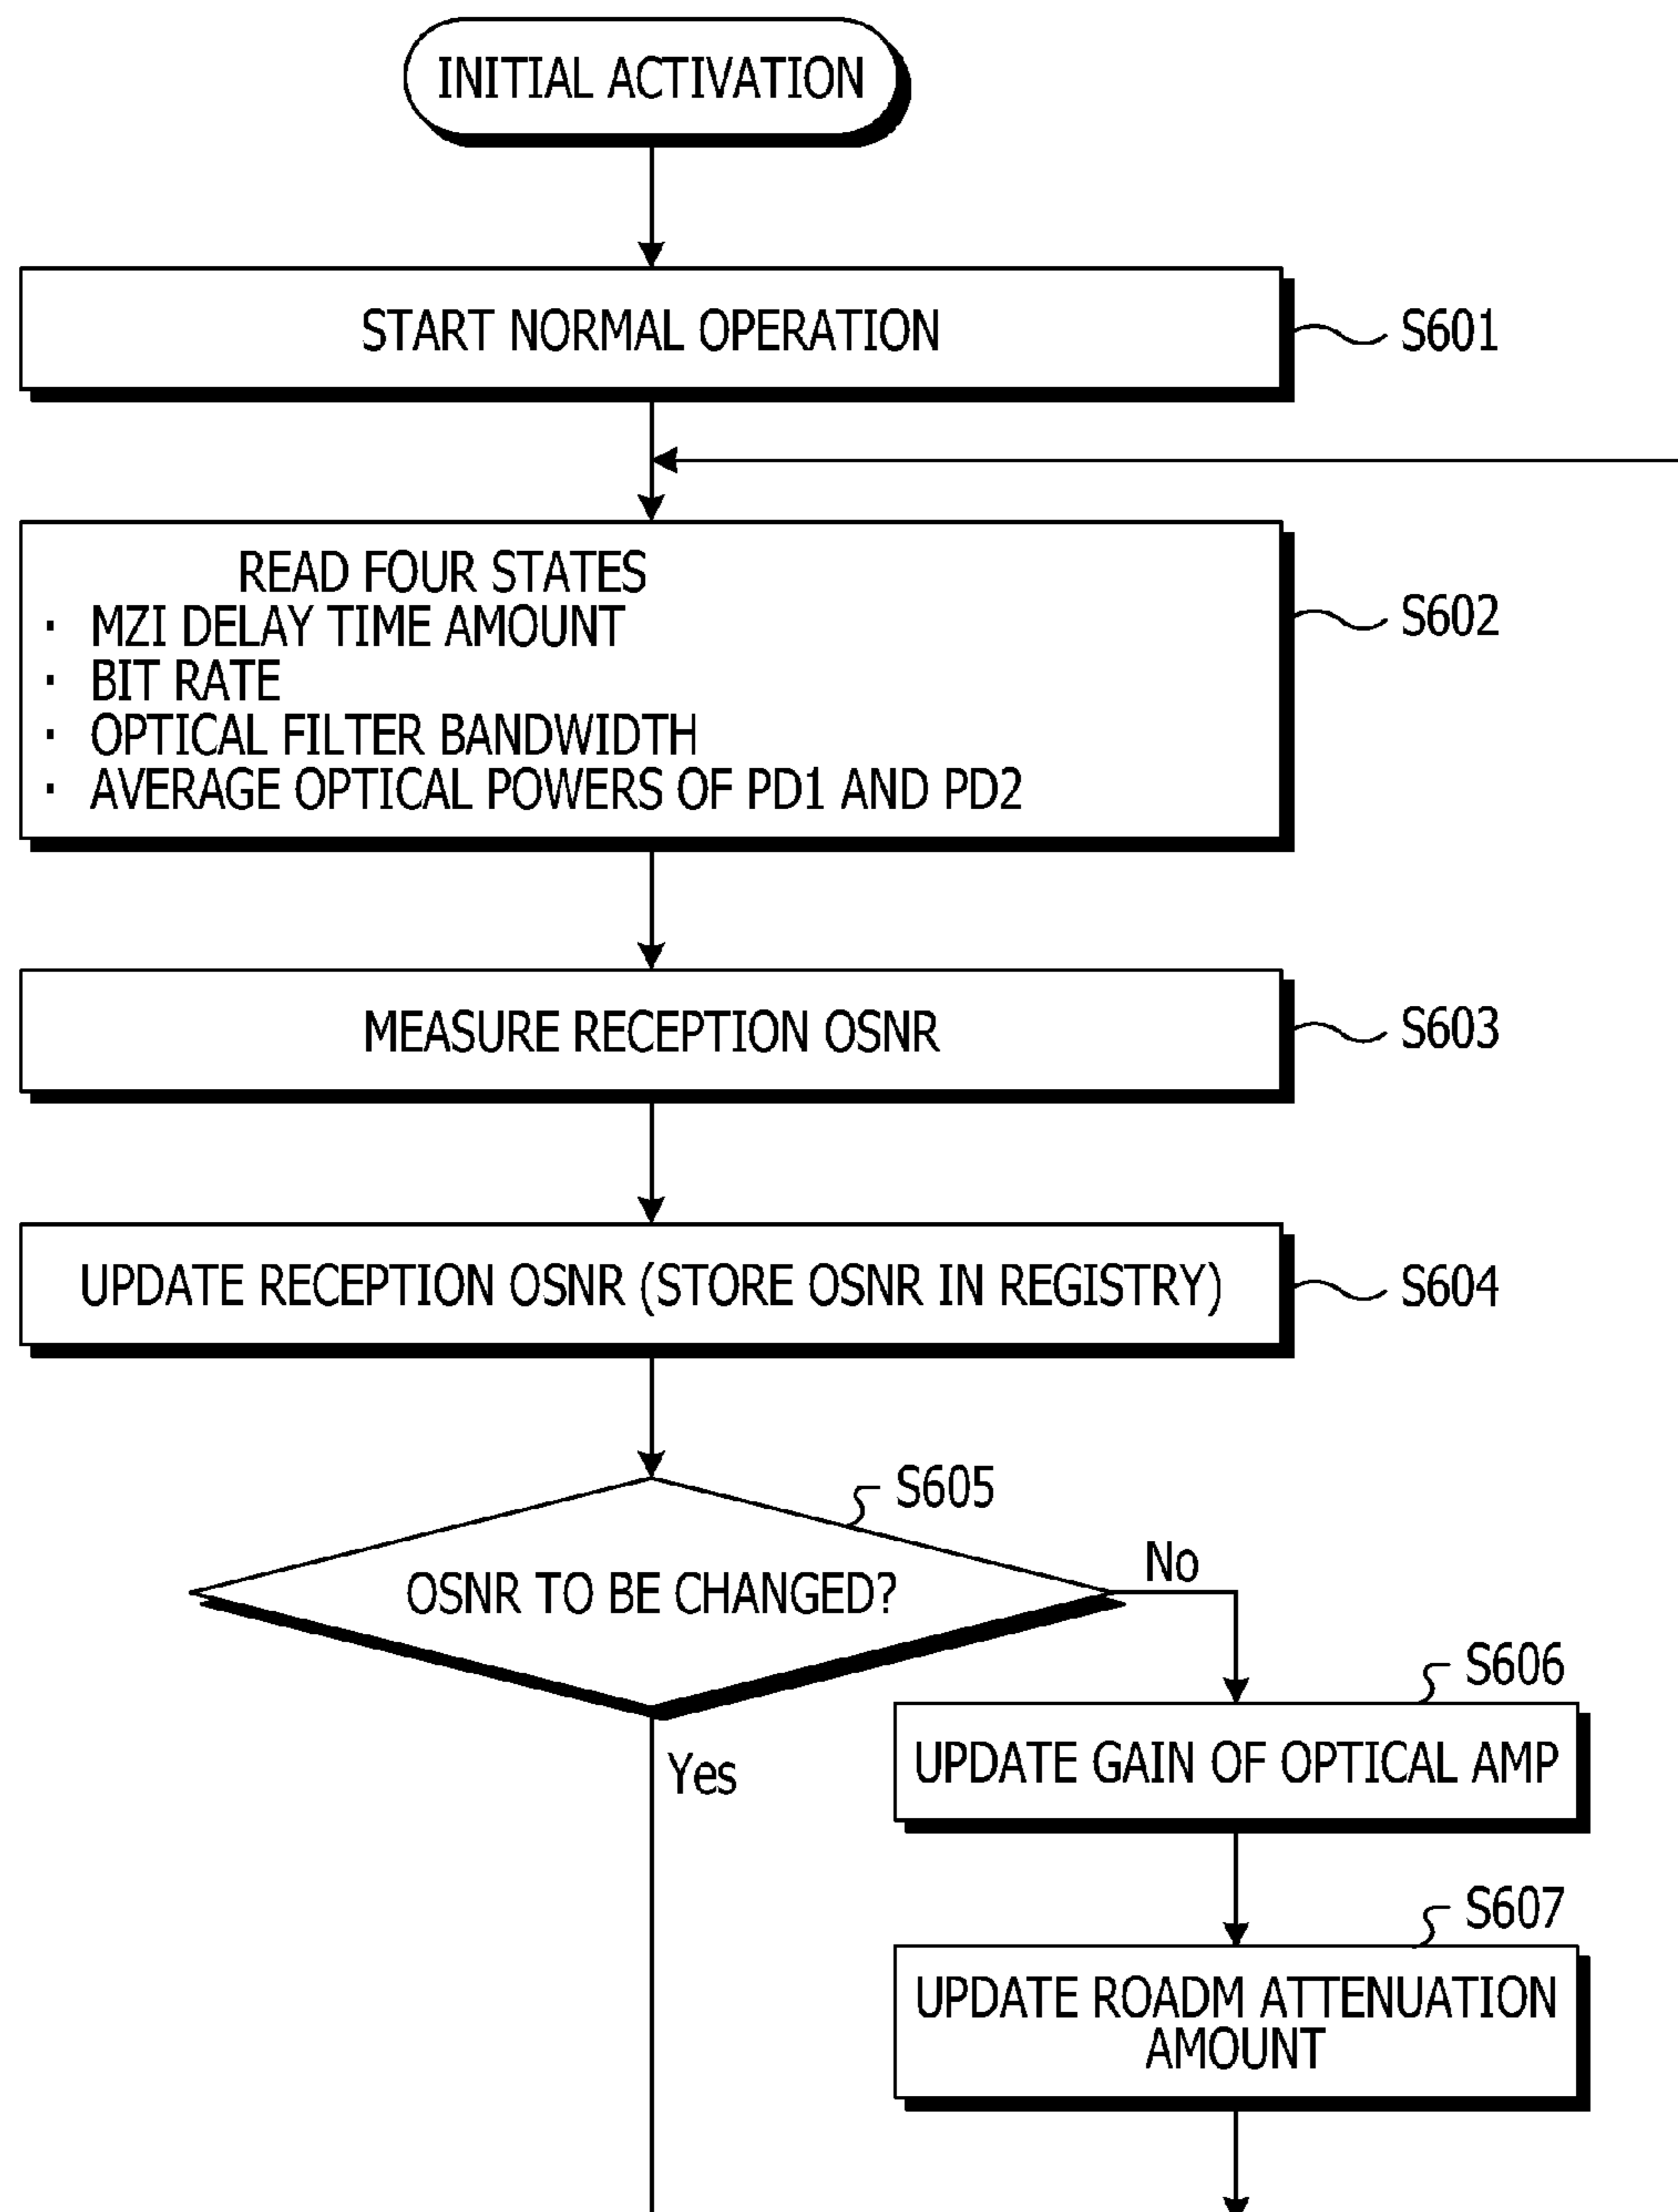 INITIAL ACTIVATION
START NORMAL OPERATION
S601
READ FOUR STATES
· MZI DELAY TIME AMOUNT
· BIT RATE
· OPTICAL FILTER BANDWIDTH
· AVERAGE OPTICAL POWERS OF PD1 AND PD2
S602
MEASURE RECEPTION OSNR
S603
UPDATE RECEPTION OSNR (STORE OSNR IN REGISTRY)
S604
S605
OSNR TO BE CHANGED?
No
Yes
S606
UPDATE GAIN OF OPTICAL AMP
S607
UPDATE ROADM ATTENUATION
AMOUNT